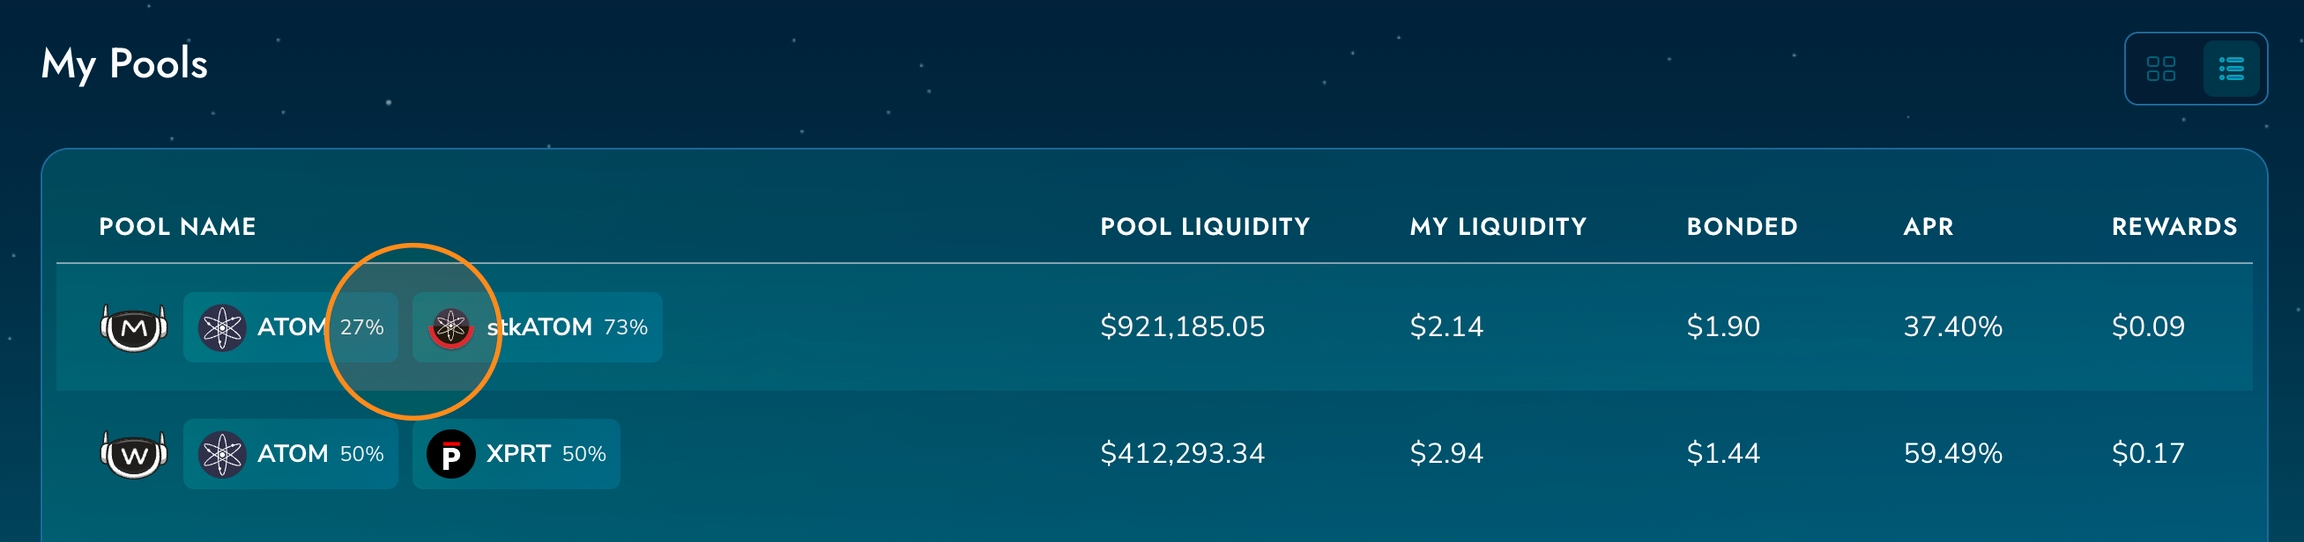 My Pools
POOL NAME POOL LIQUIDITY MY LIQUIDITY BONDED APR REWARDS
M ATOM 27% stkATOM 73% $921,185.05 $2.14 $1.90 37.40% $0.09
W ATOM 50% P XPRT 50% $412,293.34 $2.94 $1.44 59.49% $0.17